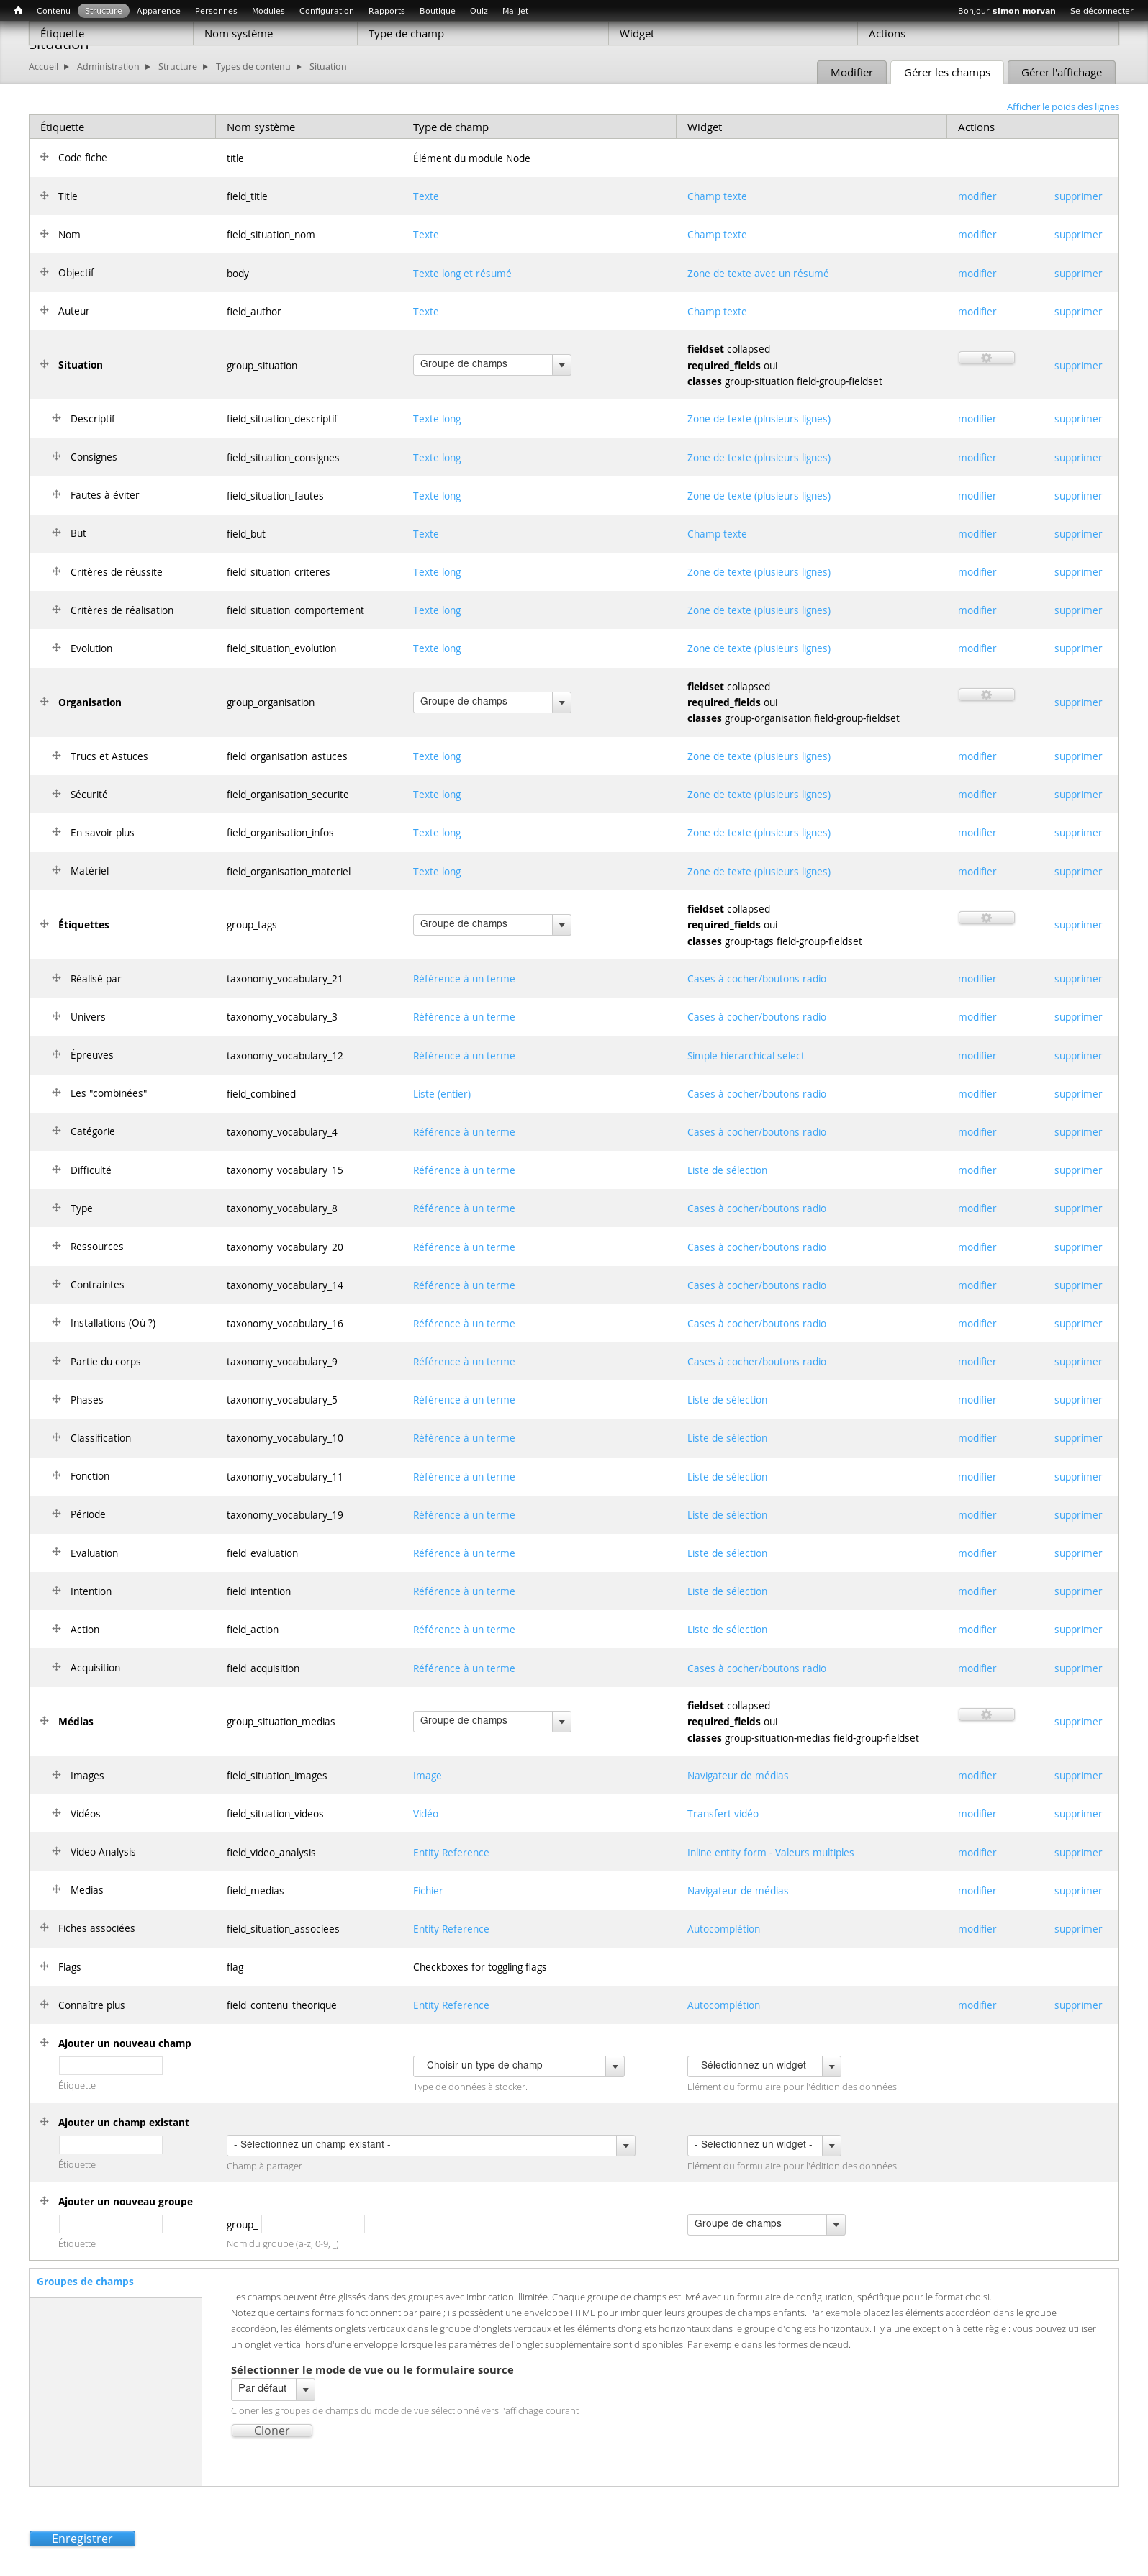 Contenu Structure Apparence Personnes Modules Configuration Rapports Boutique Quiz Mailjet Bonjour simon morvan Se déconnecter
Étiquette Nom système Type de champ Widget Actions
Situation
Accueil Administration Structure Types de contenu Situation
Modifier Gérer les champs Gérer l'affichage
Afficher le poids des lignes
Étiquette Nom système Type de champ Widget Actions
Code fiche title Élément du module Node
Title field_title Texte Champ texte modifier supprimer
Nom field_situation_nom Texte Champ texte modifier supprimer
Objectif body Texte long et résumé Zone de texte avec un résumé modifier supprimer
Auteur field_author Texte Champ texte modifier supprimer
fieldset collapsed
Situation group_situation Groupe de champs required_fields oui supprimer
classes group-situation field-group-fieldset
Descriptif field_situation_descriptif Texte long Zone de texte (plusieurs lignes) modifier supprimer
Consignes field_situation_consignes Texte long Zone de texte (plusieurs lignes) modifier supprimer
Fautes à éviter field_situation_fautes Texte long Zone de texte (plusieurs lignes) modifier supprimer
But field_but Texte Champ texte modifier supprimer
Critères de réussite field_situation_criteres Texte long Zone de texte (plusieurs lignes) modifier supprimer
Critères de réalisation field_situation_comportement Texte long Zone de texte (plusieurs lignes) modifier supprimer
Evolution field_situation_evolution Texte long Zone de texte (plusieurs lignes) modifier supprimer
fieldset collapsed
Organisation group_organisation Groupe de champs required_fields oui supprimer
classes group-organisation field-group-fieldset
Trucs et Astuces field_organisation_astuces Texte long Zone de texte (plusieurs lignes) modifier supprimer
Sécurité field_organisation_securite Texte long Zone de texte (plusieurs lignes) modifier supprimer
En savoir plus field_organisation_infos Texte long Zone de texte (plusieurs lignes) modifier supprimer
Matériel field_organisation_materiel Texte long Zone de texte (plusieurs lignes) modifier supprimer
fieldset collapsed
Étiquettes group_tags Groupe de champs required_fields oui supprimer
classes group-tags field-group-fieldset
Réalisé par taxonomy_vocabulary_21 Référence à un terme Cases à cocher/boutons radio modifier supprimer
Univers taxonomy_vocabulary_3 Référence à un terme Cases à cocher/boutons radio modifier supprimer
Épreuves taxonomy_vocabulary_12 Référence à un terme Simple hierarchical select modifier supprimer
Les "combinées" field_combined Liste (entier) Cases à cocher/boutons radio modifier supprimer
Catégorie taxonomy_vocabulary_4 Référence à un terme Cases à cocher/boutons radio modifier supprimer
Difficulté taxonomy_vocabulary_15 Référence à un terme Liste de sélection modifier supprimer
Type taxonomy_vocabulary_8 Référence à un terme Cases à cocher/boutons radio modifier supprimer
Ressources taxonomy_vocabulary_20 Référence à un terme Cases à cocher/boutons radio modifier supprimer
Contraintes taxonomy_vocabulary_14 Référence à un terme Cases à cocher/boutons radio modifier supprimer
Installations (Où ?) taxonomy_vocabulary_16 Référence à un terme Cases à cocher/boutons radio modifier supprimer
Partie du corps taxonomy_vocabulary_9 Référence à un terme Cases à cocher/boutons radio modifier supprimer
Phases taxonomy_vocabulary_5 Référence à un terme Liste de sélection modifier supprimer
Classification taxonomy_vocabulary_10 Référence à un terme Liste de sélection modifier supprimer
Fonction taxonomy_vocabulary_11 Référence à un terme Liste de sélection modifier supprimer
Période taxonomy_vocabulary_19 Référence à un terme Liste de sélection modifier supprimer
Evaluation field_evaluation Référence à un terme Liste de sélection modifier supprimer
Intention field_intention Référence à un terme Liste de sélection modifier supprimer
Action field_action Référence à un terme Liste de sélection modifier supprimer
Acquisition field_acquisition Référence à un terme Cases à cocher/boutons radio modifier supprimer
fieldset collapsed
Médias group_situation_medias Groupe de champs required_fields oui supprimer
classes group-situation-medias field-group-fieldset
Images field_situation_images Image Navigateur de médias modifier supprimer
Vidéos field_situation_videos Vidéo Transfert vidéo modifier supprimer
Video Analysis field_video_analysis Entity Reference Inline entity form - Valeurs multiples modifier supprimer
Medias field_medias Fichier Navigateur de médias modifier supprimer
Fiches associées field_situation_associees Entity Reference Autocomplétion modifier supprimer
Flags flag Checkboxes for toggling flags
Connaître plus field_contenu_theorique Entity Reference Autocomplétion modifier supprimer
Ajouter un nouveau champ
- Choisir un type de champ - - Sélectionnez un widget -
Étiquette Type de données à stocker. Elément du formulaire pour l'édition des données.
Ajouter un champ existant
- Sélectionnez un champ existant - - Sélectionnez un widget -
Étiquette Champ à partager Elément du formulaire pour l'édition des données.
Ajouter un nouveau groupe
group_ Groupe de champs
Étiquette Nom du groupe (a-z, 0-9, _)
Groupes de champs
Les champs peuvent être glissés dans des groupes avec imbrication illimitée. Chaque groupe de champs est livré avec un formulaire de configuration, spécifique pour le format choisi.
Notez que certains formats fonctionnent par paire ; ils possèdent une enveloppe HTML pour imbriquer leurs groupes de champs enfants. Par exemple placez les éléments accordéon dans le groupe
accordéon, les éléments onglets verticaux dans le groupe d'onglets verticaux et les éléments d'onglets horizontaux dans le groupe d'onglets horizontaux. Il y a une exception à cette règle : vous pouvez utiliser
un onglet vertical hors d'une enveloppe lorsque les paramètres de l'onglet supplémentaire sont disponibles. Par exemple dans les formes de nœud.
Sélectionner le mode de vue ou le formulaire source
Par défaut
Cloner les groupes de champs du mode de vue sélectionné vers l'affichage courant
Cloner
Enregistrer